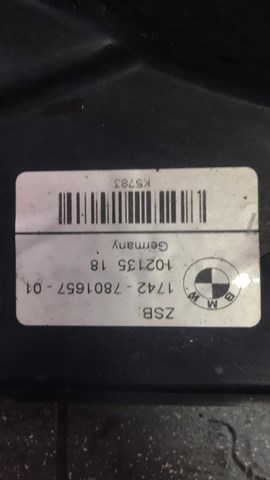 ZSB:
1742 - 7801657 - 01
102135 18
Germany
BMW
K5783